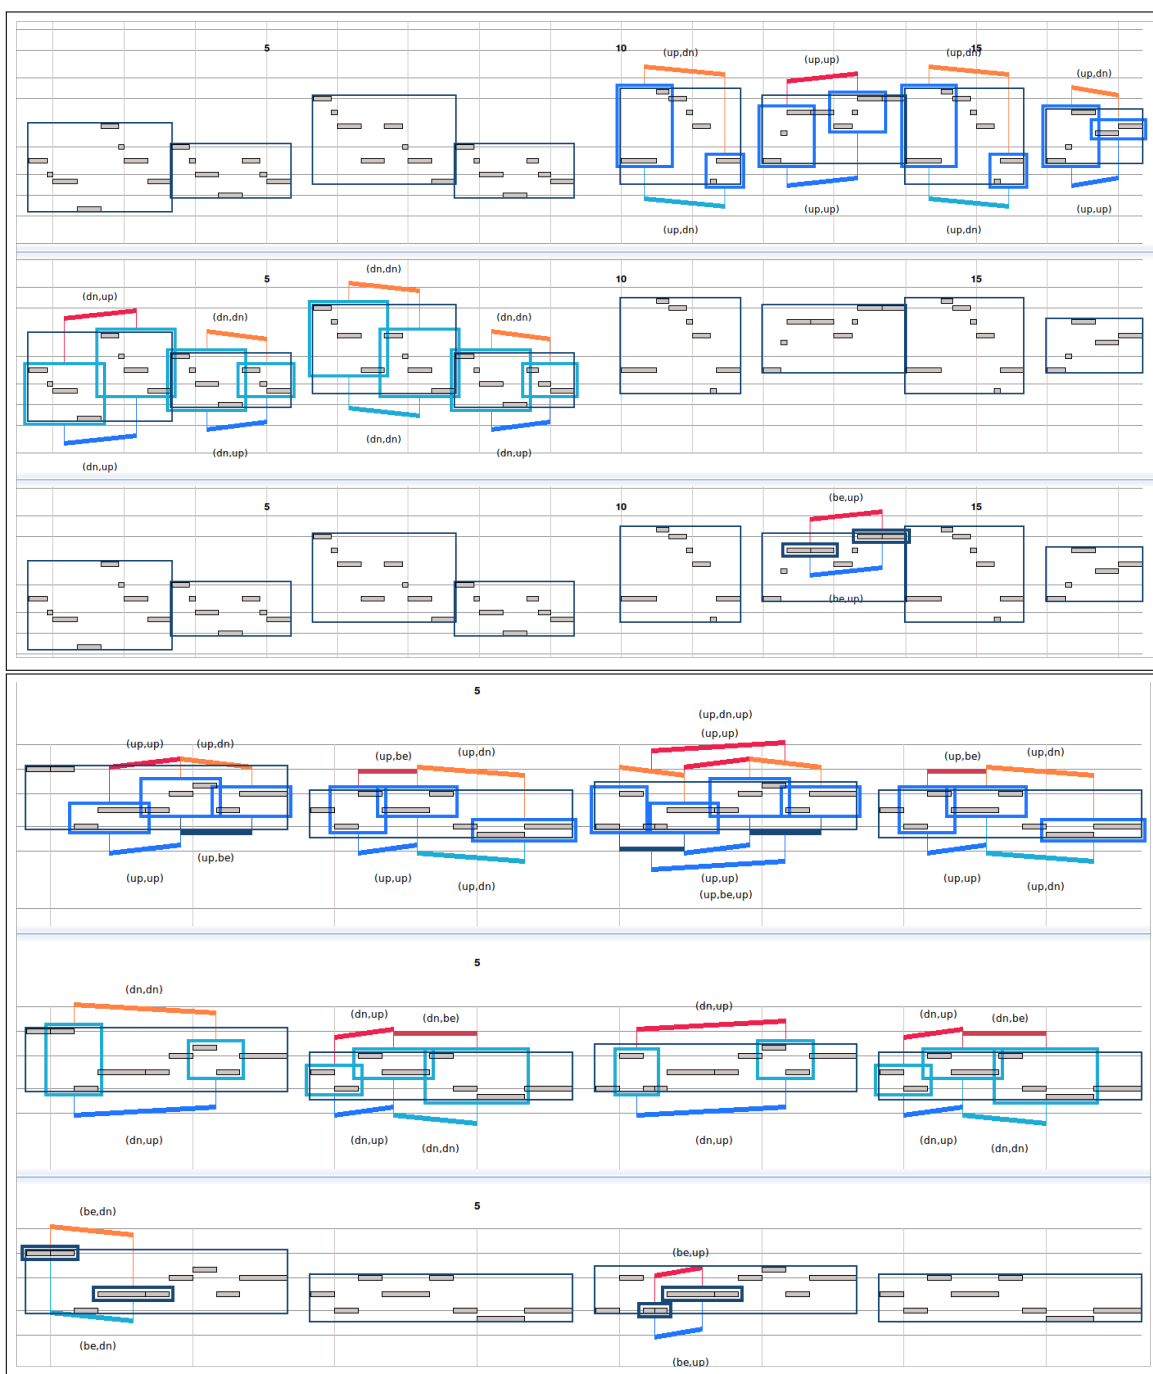 5 10 15
(up,dn) (up,up) (up,dn) (up,dn)
(up,dn) (up,up) (up,dn) (up,up)
5 10 15
(dn,up) (dn,dn) (dn,dn) (dn,dn)
(dn,up) (dn,up) (dn,dn) (dn,up)
5 10 15
(be,up)
(be,up)
5
(up,dn,up)
(up,up) (up,dn) (up,be) (up,dn) (up,up) (up,be) (up,dn)
(up,be)
(up,up) (up,up) (up,dn) (up,up) (up,up) (up,dn)
(up,be,up)
5
(dn,dn) (dn,up) (dn,be) (dn,up) (dn,up) (dn,be)
(dn,up) (dn,up) (dn,dn) (dn,up) (dn,up) (dn,dn)
5
(be,dn) (be,up)
(be,dn) (be,up)